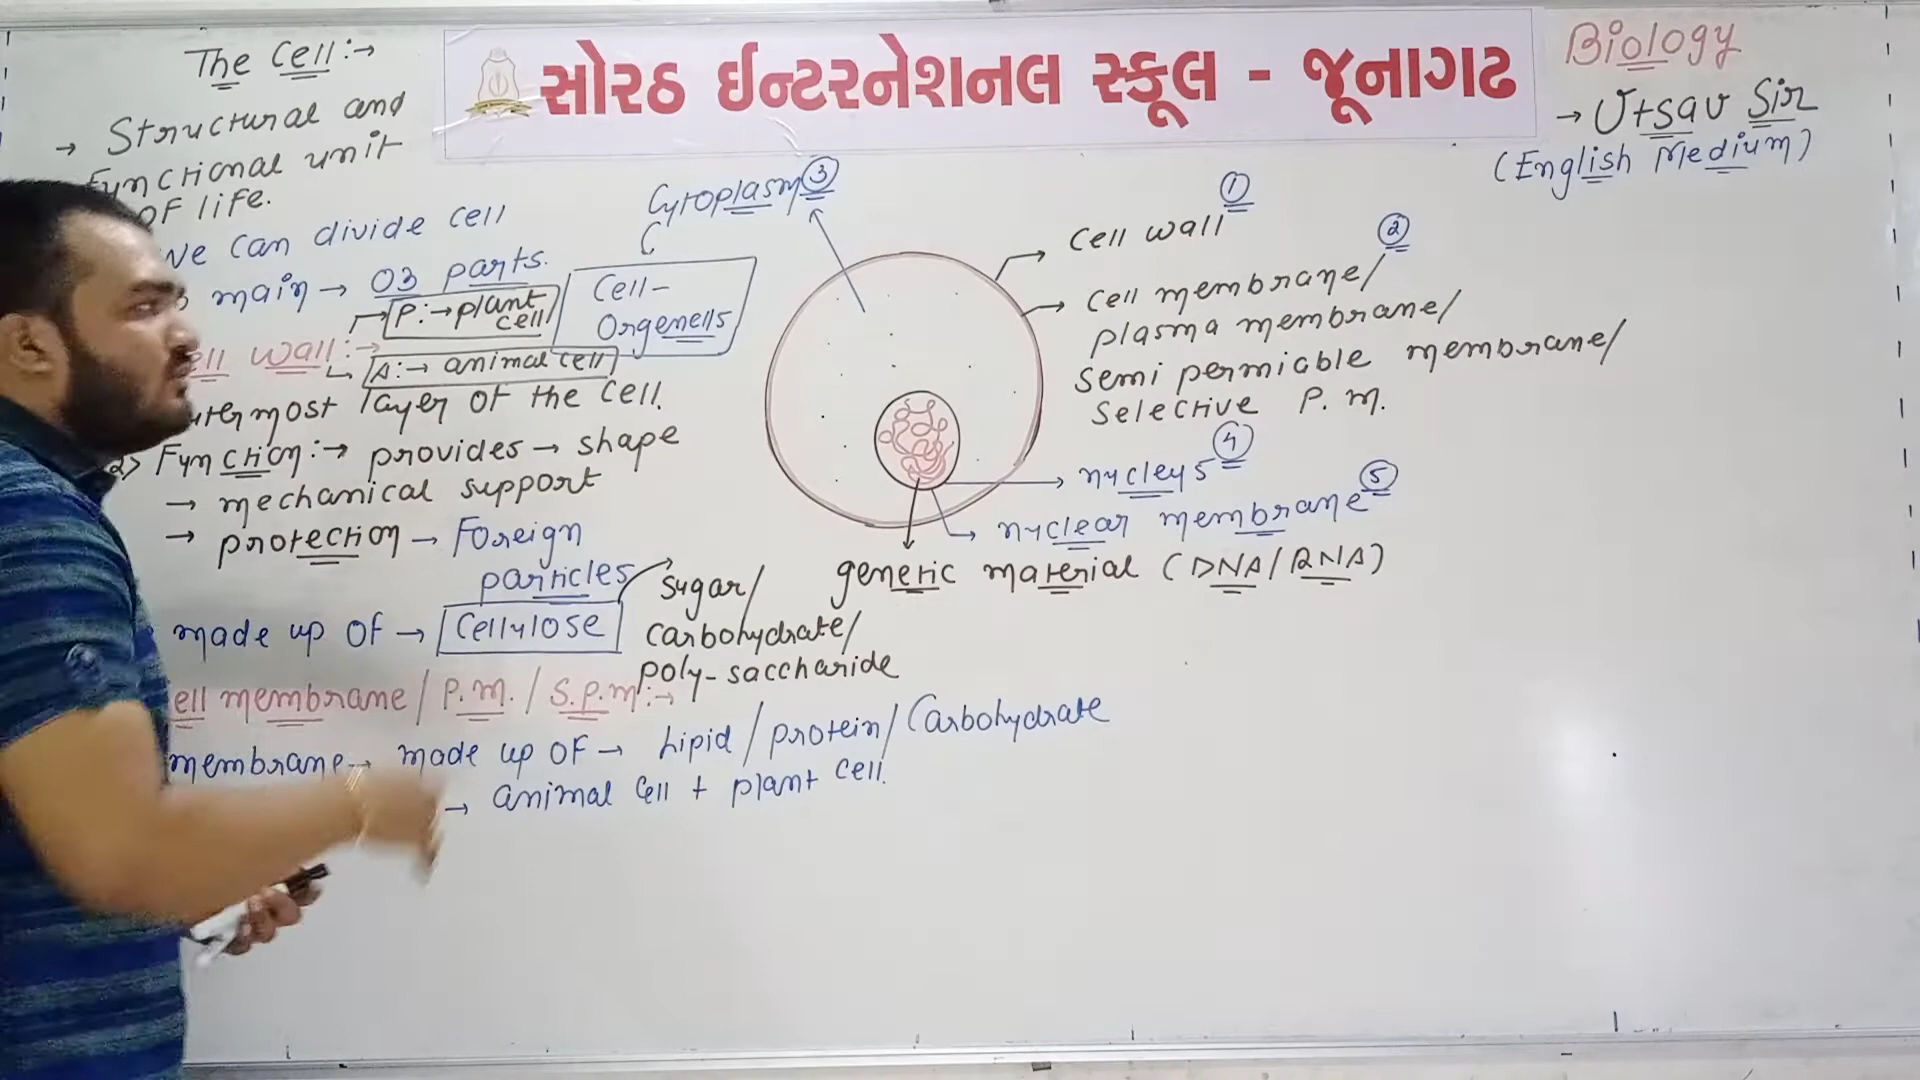 The Cell:→
→ Structural and
Functional unit
OF life.
We can divide cell
main → 03 parts.
cell wall:→
P:→ plant
cell
A:→ animal cell
outermost layer of the cell.
2) Function:→ provides → shape
→ mechanical support
→ protection → Foreign
particles
made up of → Cellulose
sugar/
carbohydrate/
poly-saccharide
cell membrane / P.M. / S.P.M:→
membrane → made up of → Lipid / protein / Carbohydrate
→ animal cell + plant cell.
સોરઠ ઈન્ટરનેશનલ સ્કૂલ - જૂનાગઢ
Biology
→ Utsav Sir
(English Medium)
Cytoplasm ③
Cell-
Orgenells
Cell wall ①
②
Cell membrane/
plasma membrane/
semi permiable membrane/
selective P.M.
nucleus ④
nuclear membrane ⑤
genetic material (DNA/RNA)